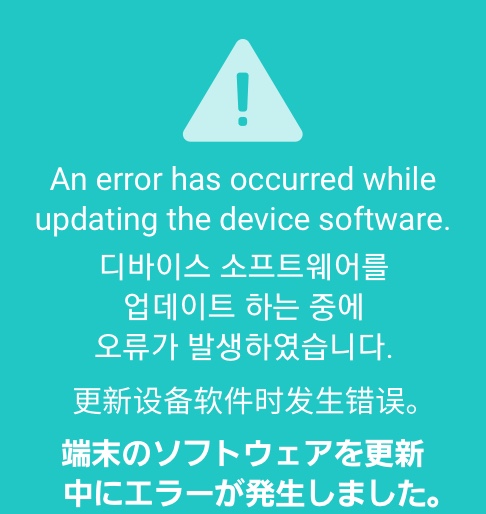 An error has occurred while
updating the device software.
디바이스 소프트웨어를
업데이트 하는 중에
오류가 발생하였습니다.
更新设备软件时发生错误。
端末のソフトウェアを更新
中にエラーが発生しました。